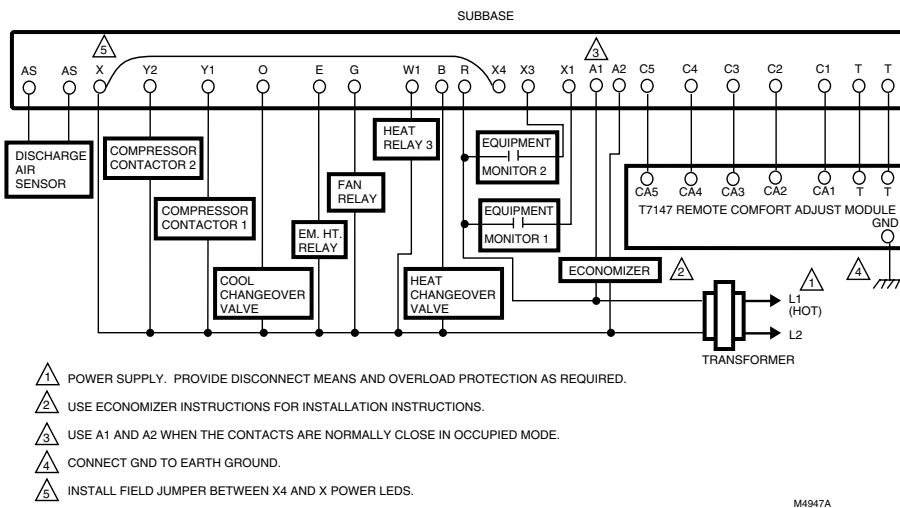 SUBBASE
5
3
AS AS X Y2 Y1 O E G W1 B R X4 X3 X1 A1 A2 C5 C4 C3 C2 C1 T T
DISCHARGE
AIR
SENSOR
COMPRESSOR
CONTACTOR 2
COMPRESSOR
CONTACTOR 1
COOL
CHANGEOVER
VALVE
EM. HT.
RELAY
FAN
RELAY
HEAT
RELAY 3
HEAT
CHANGEOVER
VALVE
EQUIPMENT
MONITOR 2
EQUIPMENT
MONITOR 1
ECONOMIZER
2
CA5 CA4 CA3 CA2 CA1 T T
T7147 REMOTE COMFORT ADJUST MODULE
GND
4
1
L1
(HOT)
L2
TRANSFORMER
1 POWER SUPPLY. PROVIDE DISCONNECT MEANS AND OVERLOAD PROTECTION AS REQUIRED.
2 USE ECONOMIZER INSTRUCTIONS FOR INSTALLATION INSTRUCTIONS.
3 USE A1 AND A2 WHEN THE CONTACTS ARE NORMALLY CLOSE IN OCCUPIED MODE.
4 CONNECT GND TO EARTH GROUND.
5 INSTALL FIELD JUMPER BETWEEN X4 AND X POWER LEDS.
M4947A